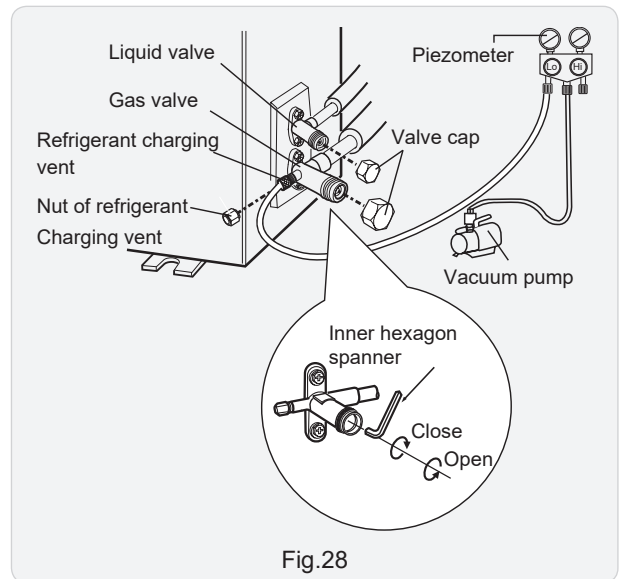 Liquid valve
Gas valve
Refrigerant charging
vent
Nut of refrigerant
Charging vent
Piezometer
Lo
Hi
Valve cap
Vacuum pump
Inner hexagon
spanner
Close
Open
Fig.28